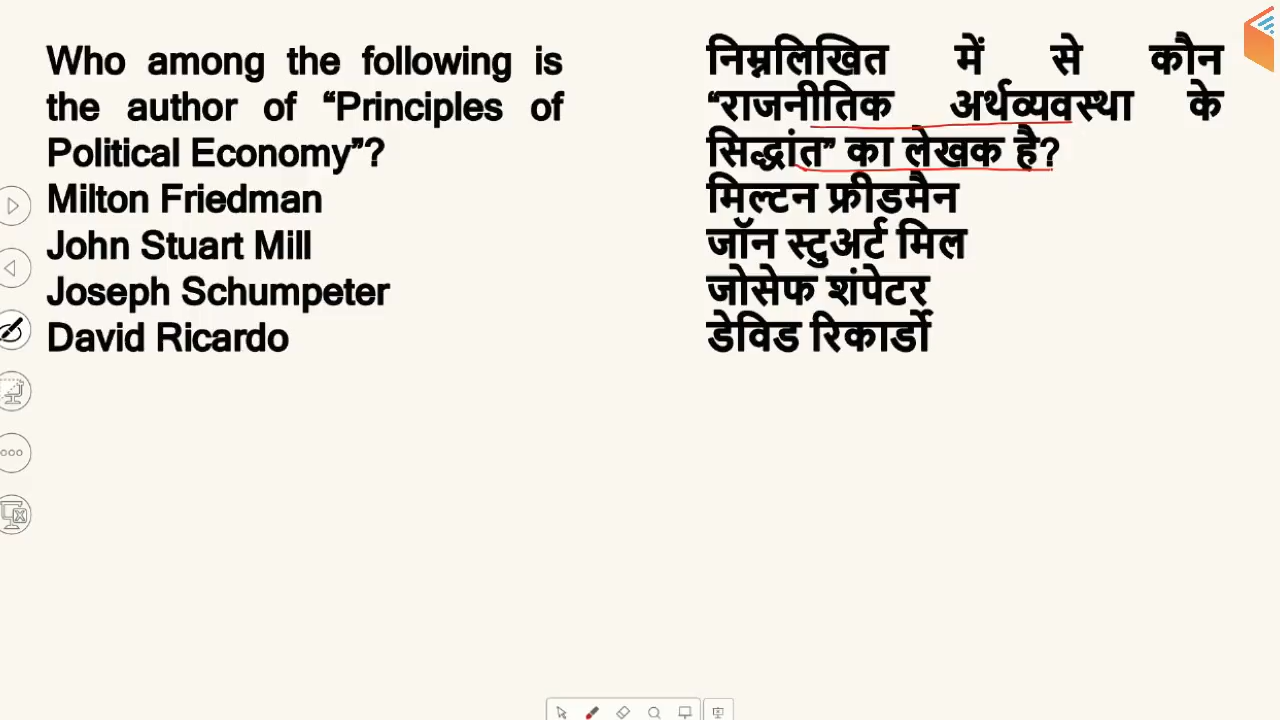 Who among the following is
the author of “Principles of
Political Economy”?
Milton Friedman
John Stuart Mill
Joseph Schumpeter
David Ricardo
निम्नलिखित में से कौन
“राजनीतिक अर्थव्यवस्था के
सिद्धांत” का लेखक है?
मिल्टन फ्रीडमैन
जॉन स्टुअर्ट मिल
जोसेफ शंपेटर
डेविड रिकार्डो